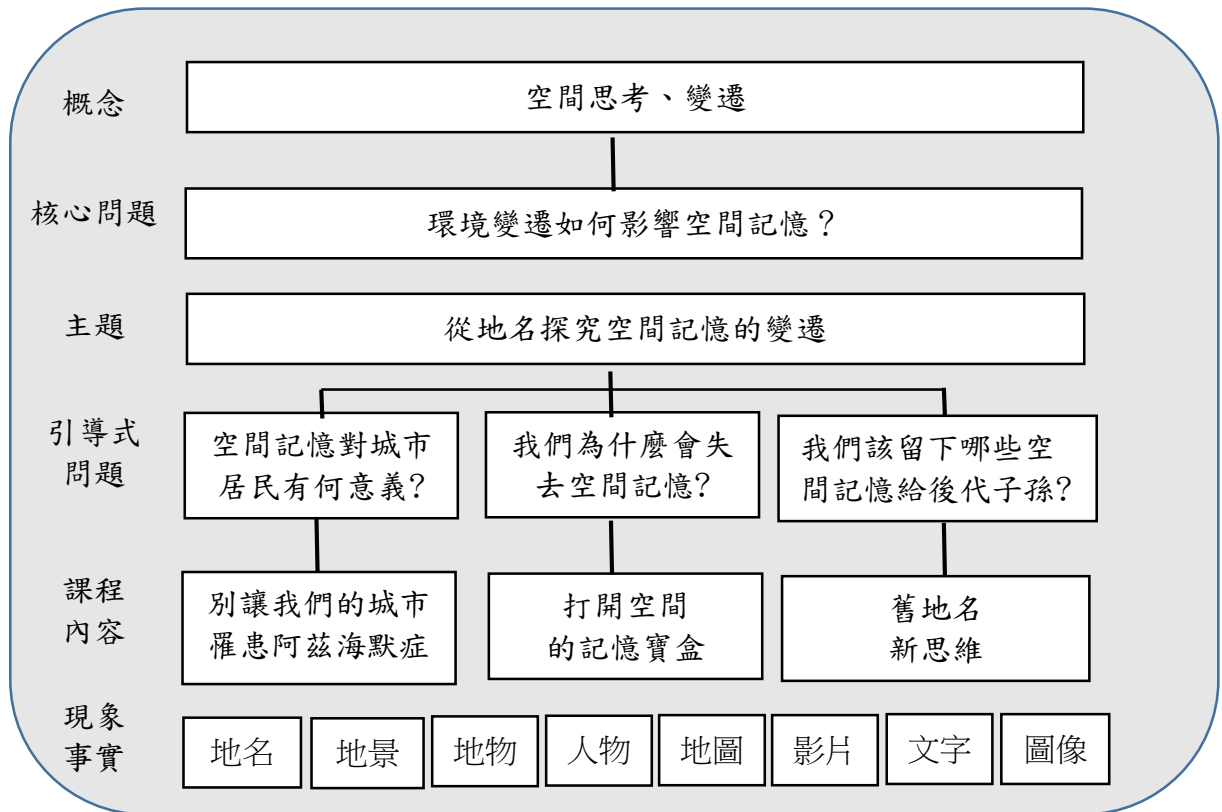 概念
空間思考、變遷
核心問題
環境變遷如何影響空間記憶？
主題
從地名探究空間記憶的變遷
引導式
問題
空間記憶對城市
居民有何意義?
我們為什麼會失
去空間記憶?
我們該留下哪些空
間記憶給後代子孫?
課程
內容
別讓我們的城市
罹患阿茲海默症
打開空間
的記憶寶盒
舊地名
新思維
現象
事實
地名
地景
地物
人物
地圖
影片
文字
圖像